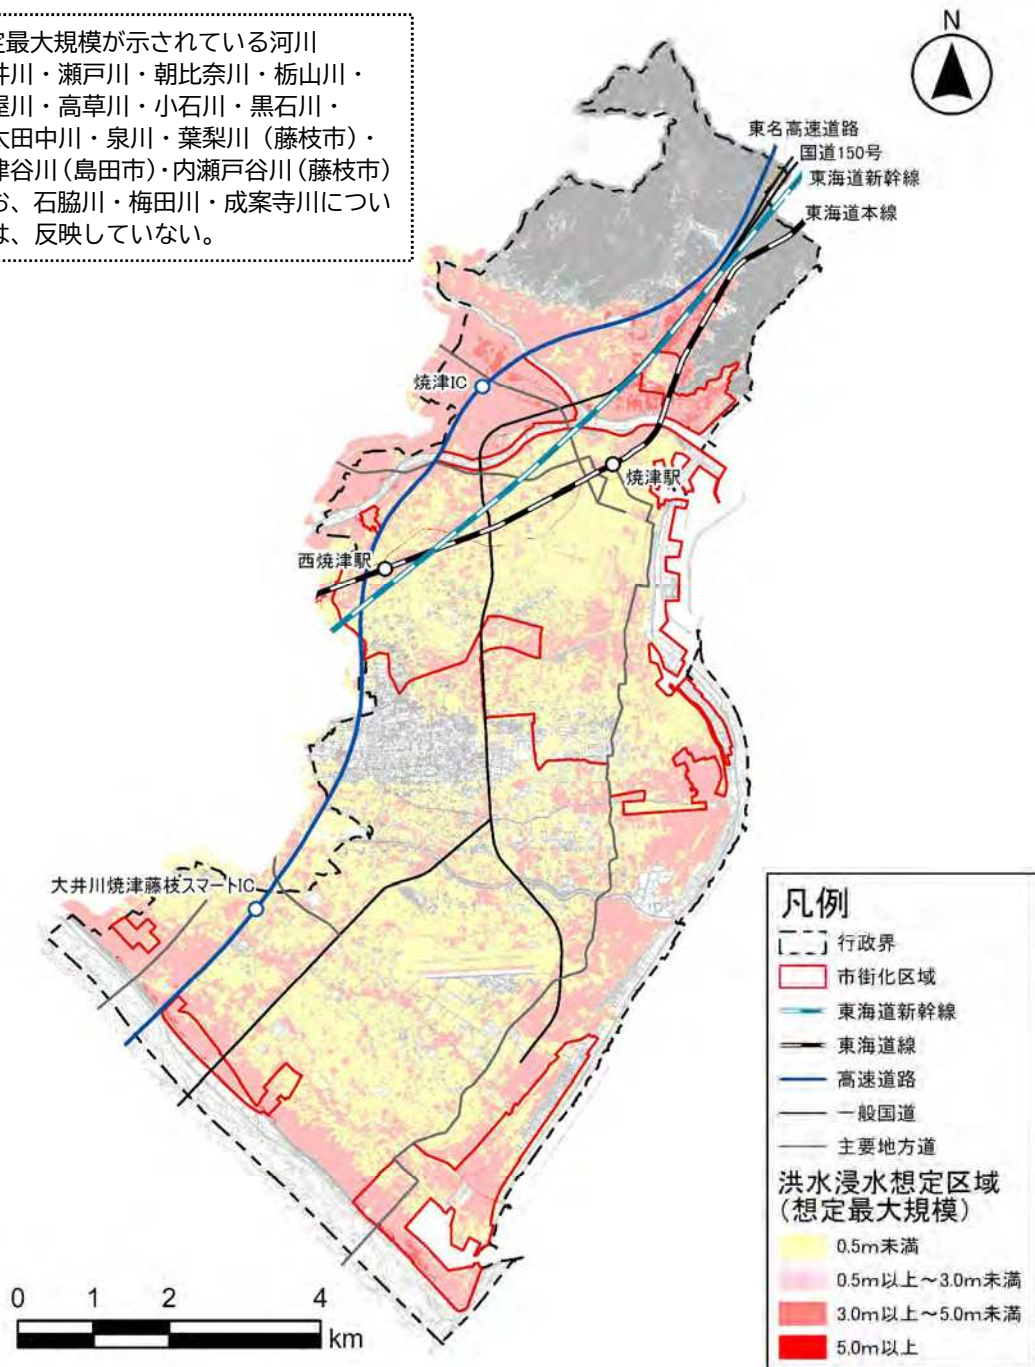 定最大規模が示されている河川
井川・瀬戸川・朝比奈川・栃山川・
屋川・高草川・小石川・黒石川・
太田中川・泉川・葉梨川（藤枝市）・
津谷川（島田市）・内瀬戸谷川（藤枝市）
お、石脇川・梅田川・成案寺川につい
は、反映していない。
N
東名高速道路
国道150号
東海道新幹線
東海道本線
焼津IC
焼津駅
西焼津駅
大井川焼津藤枝スマートIC
凡例
行政界
市街化区域
東海道新幹線
東海道線
高速道路
一般国道
主要地方道
洪水浸水想定区域
（想定最大規模）
0.5m未満
0.5m以上～3.0m未満
3.0m以上～5.0m未満
5.0m以上
0 1 2 4
km